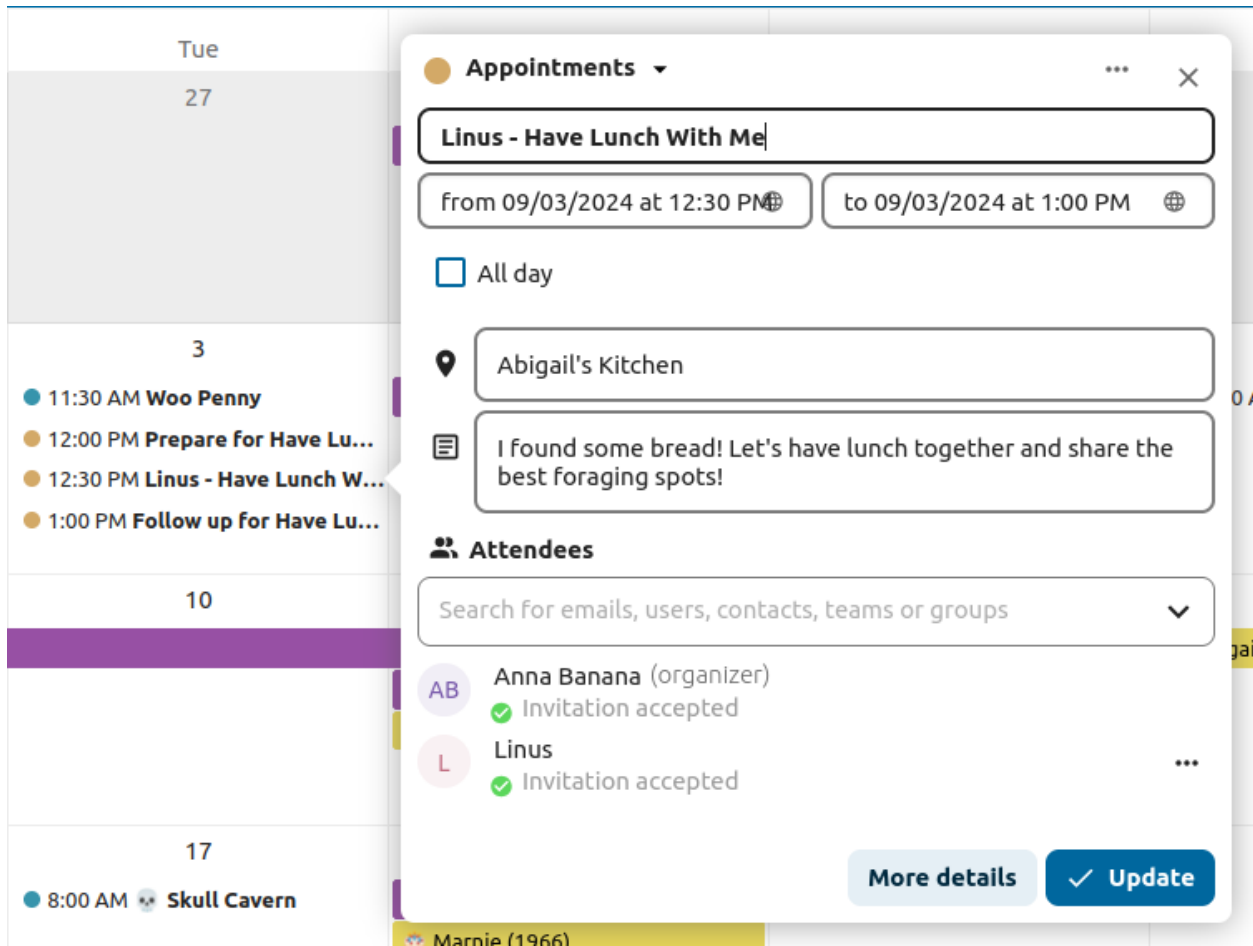 Tue
27
3
11:30 AM Woo Penny
12:00 PM Prepare for Have Lu...
12:30 PM Linus - Have Lunch W...
1:00 PM Follow up for Have Lu...
10
17
8:00 AM 💀 Skull Cavern
Appointments
Linus - Have Lunch With Me
from 09/03/2024 at 12:30 PM
to 09/03/2024 at 1:00 PM
All day
Abigail's Kitchen
I found some bread! Let's have lunch together and share the
best foraging spots!
Attendees
Search for emails, users, contacts, teams or groups
AB
Anna Banana (organizer)
Invitation accepted
L
Linus
Invitation accepted
More details
Update
Marnie (1966)